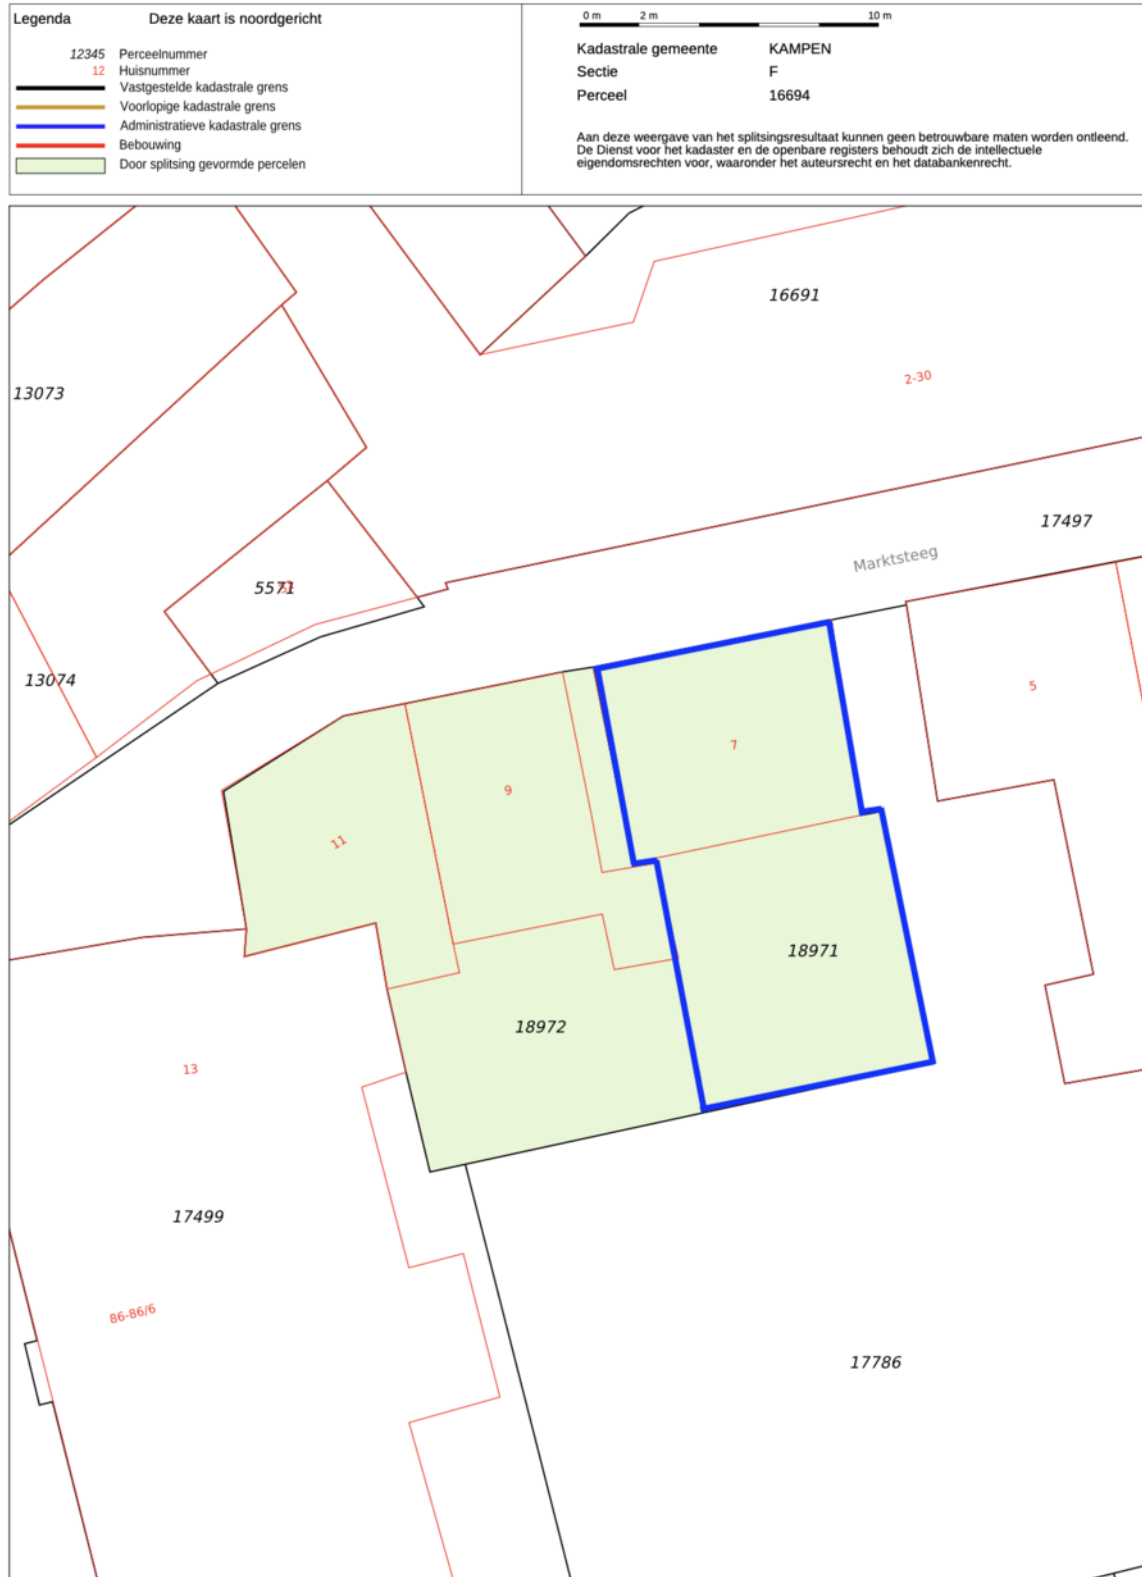 Legenda
Deze kaart is noordgericht
12345 Perceelnummer
12 Huisnummer
Vastgestelde kadastrale grens
Voorlopige kadastrale grens
Administratieve kadastrale grens
Bebouwing
Door splitsing gevormde percelen
0 m 2 m 10 m
Kadastrale gemeente KAMPEN
Sectie F
Perceel 16694
Aan deze weergave van het splitsingsresultaat kunnen geen betrouwbare maten worden ontleend.
De Dienst voor het kadaster en de openbare registers behoudt zich de intellectuele
eigendomsrechten voor, waaronder het auteursrecht en het databankenrecht.
16691
2-30
13073
17497
Marktsteeg
5571
13074
5
7
9
11
18971
18972
13
17499
86-86/6
17786